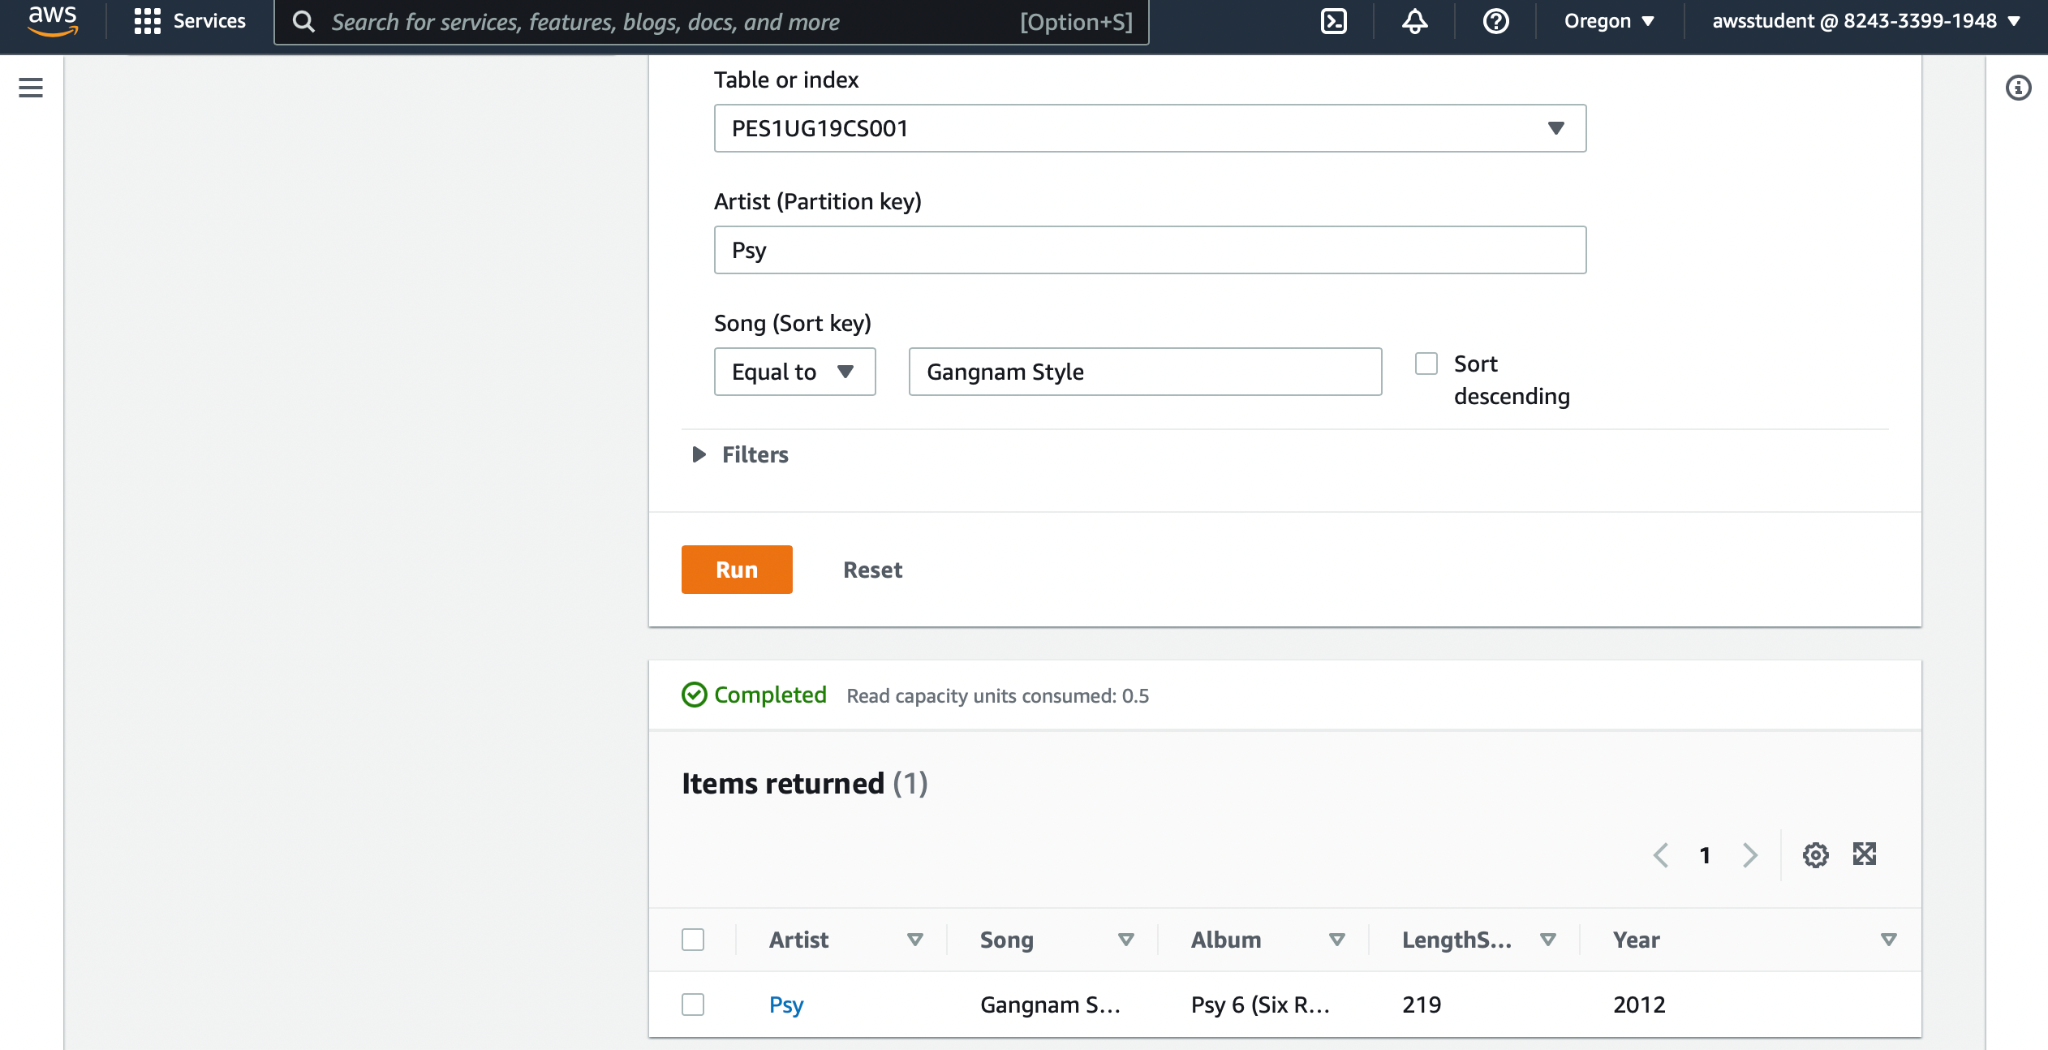 aws Services Search for services, features, blogs, docs, and more [Option+S] Oregon ▼ awsstudent @ 8243-3399-1948 ▼
Table or index
PES1UG19CS001
Artist (Partition key)
Psy
Song (Sort key)
Equal to Gangnam Style Sort descending
Filters
Run Reset
Completed Read capacity units consumed: 0.5
Items returned (1)
1
Artist Song Album LengthS... Year
Psy Gangnam S... Psy 6 (Six R... 219 2012